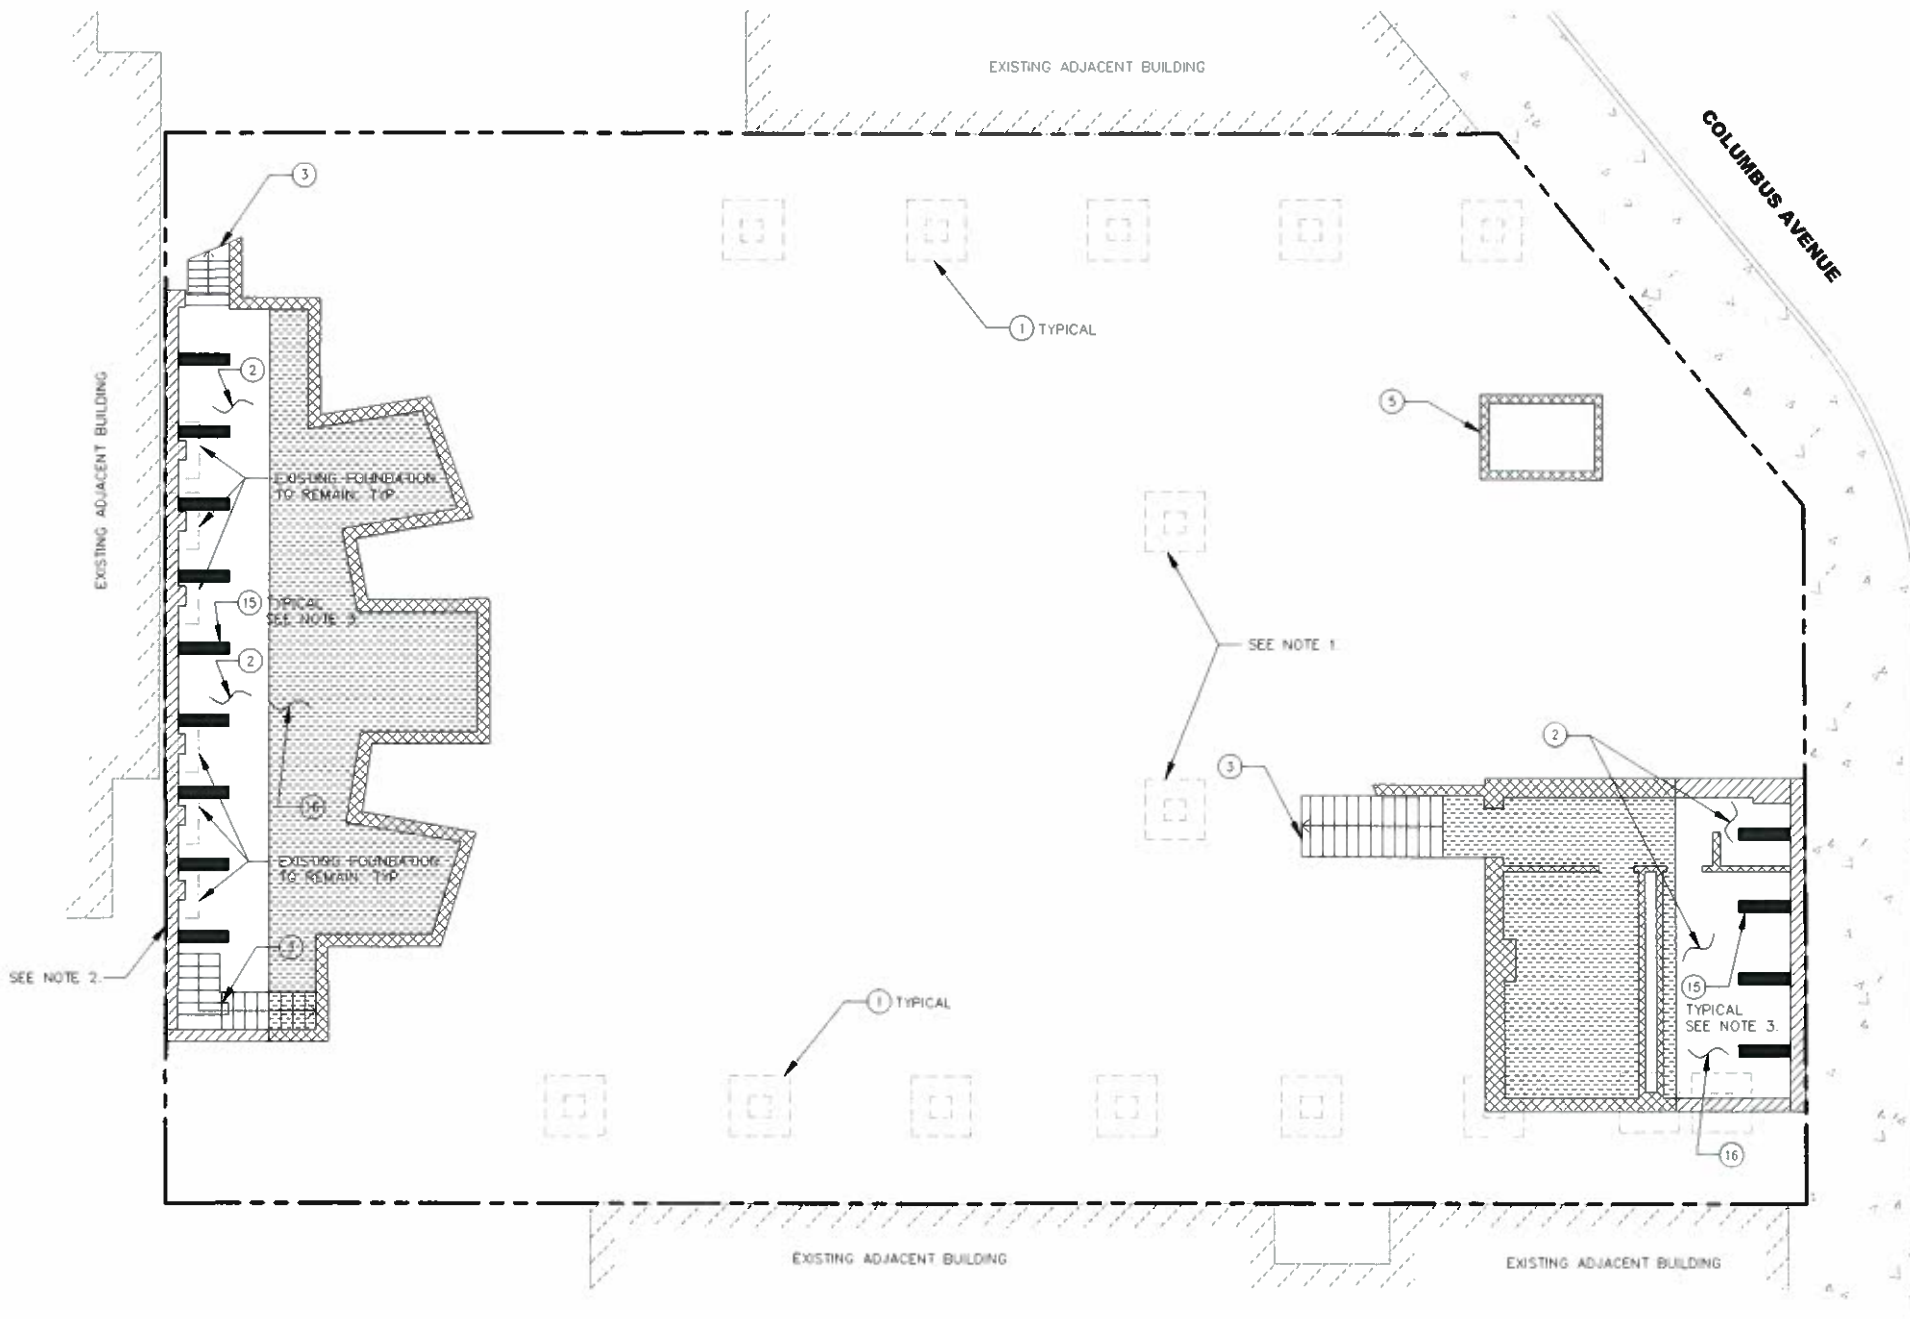 EXISTING ADJACENT BUILDING
COLUMBUS AVENUE
3
1 TYPICAL
2
5
EXISTING ADJACENT BUILDING
EXISTING FOUNDATION
TO REMAIN. TYP
15 TYPICAL
SEE NOTE 3
2
SEE NOTE 1.
2
3
16
EXISTING FOUNDATION
TO REMAIN. TYP
3
SEE NOTE 2.
15
TYPICAL
SEE NOTE 3.
1 TYPICAL
16
EXISTING ADJACENT BUILDING
EXISTING ADJACENT BUILDING